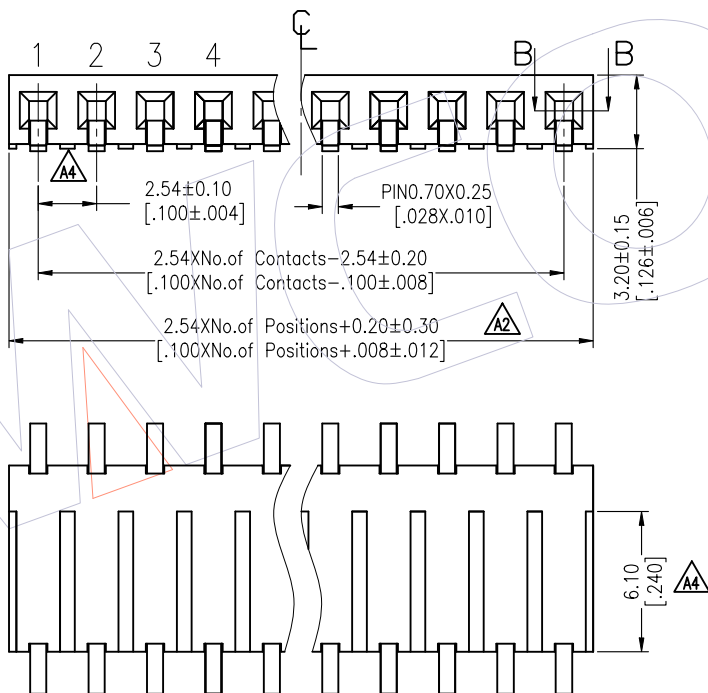 CL
1 2 3 4 B B
A4
2.54±0.10
[.100±.004]
PIN0.70X0.25
[.028X.010]
3.20±0.15
[.126±.006]
2.54XNo.of Contacts-2.54±0.20
[.100XNo.of Contacts-.100±.008]
2.54XNo.of Positions+0.20±0.30
[.100XNo.of Positions+.008±.012]
A2
6.10
[.240]
A4
WCO